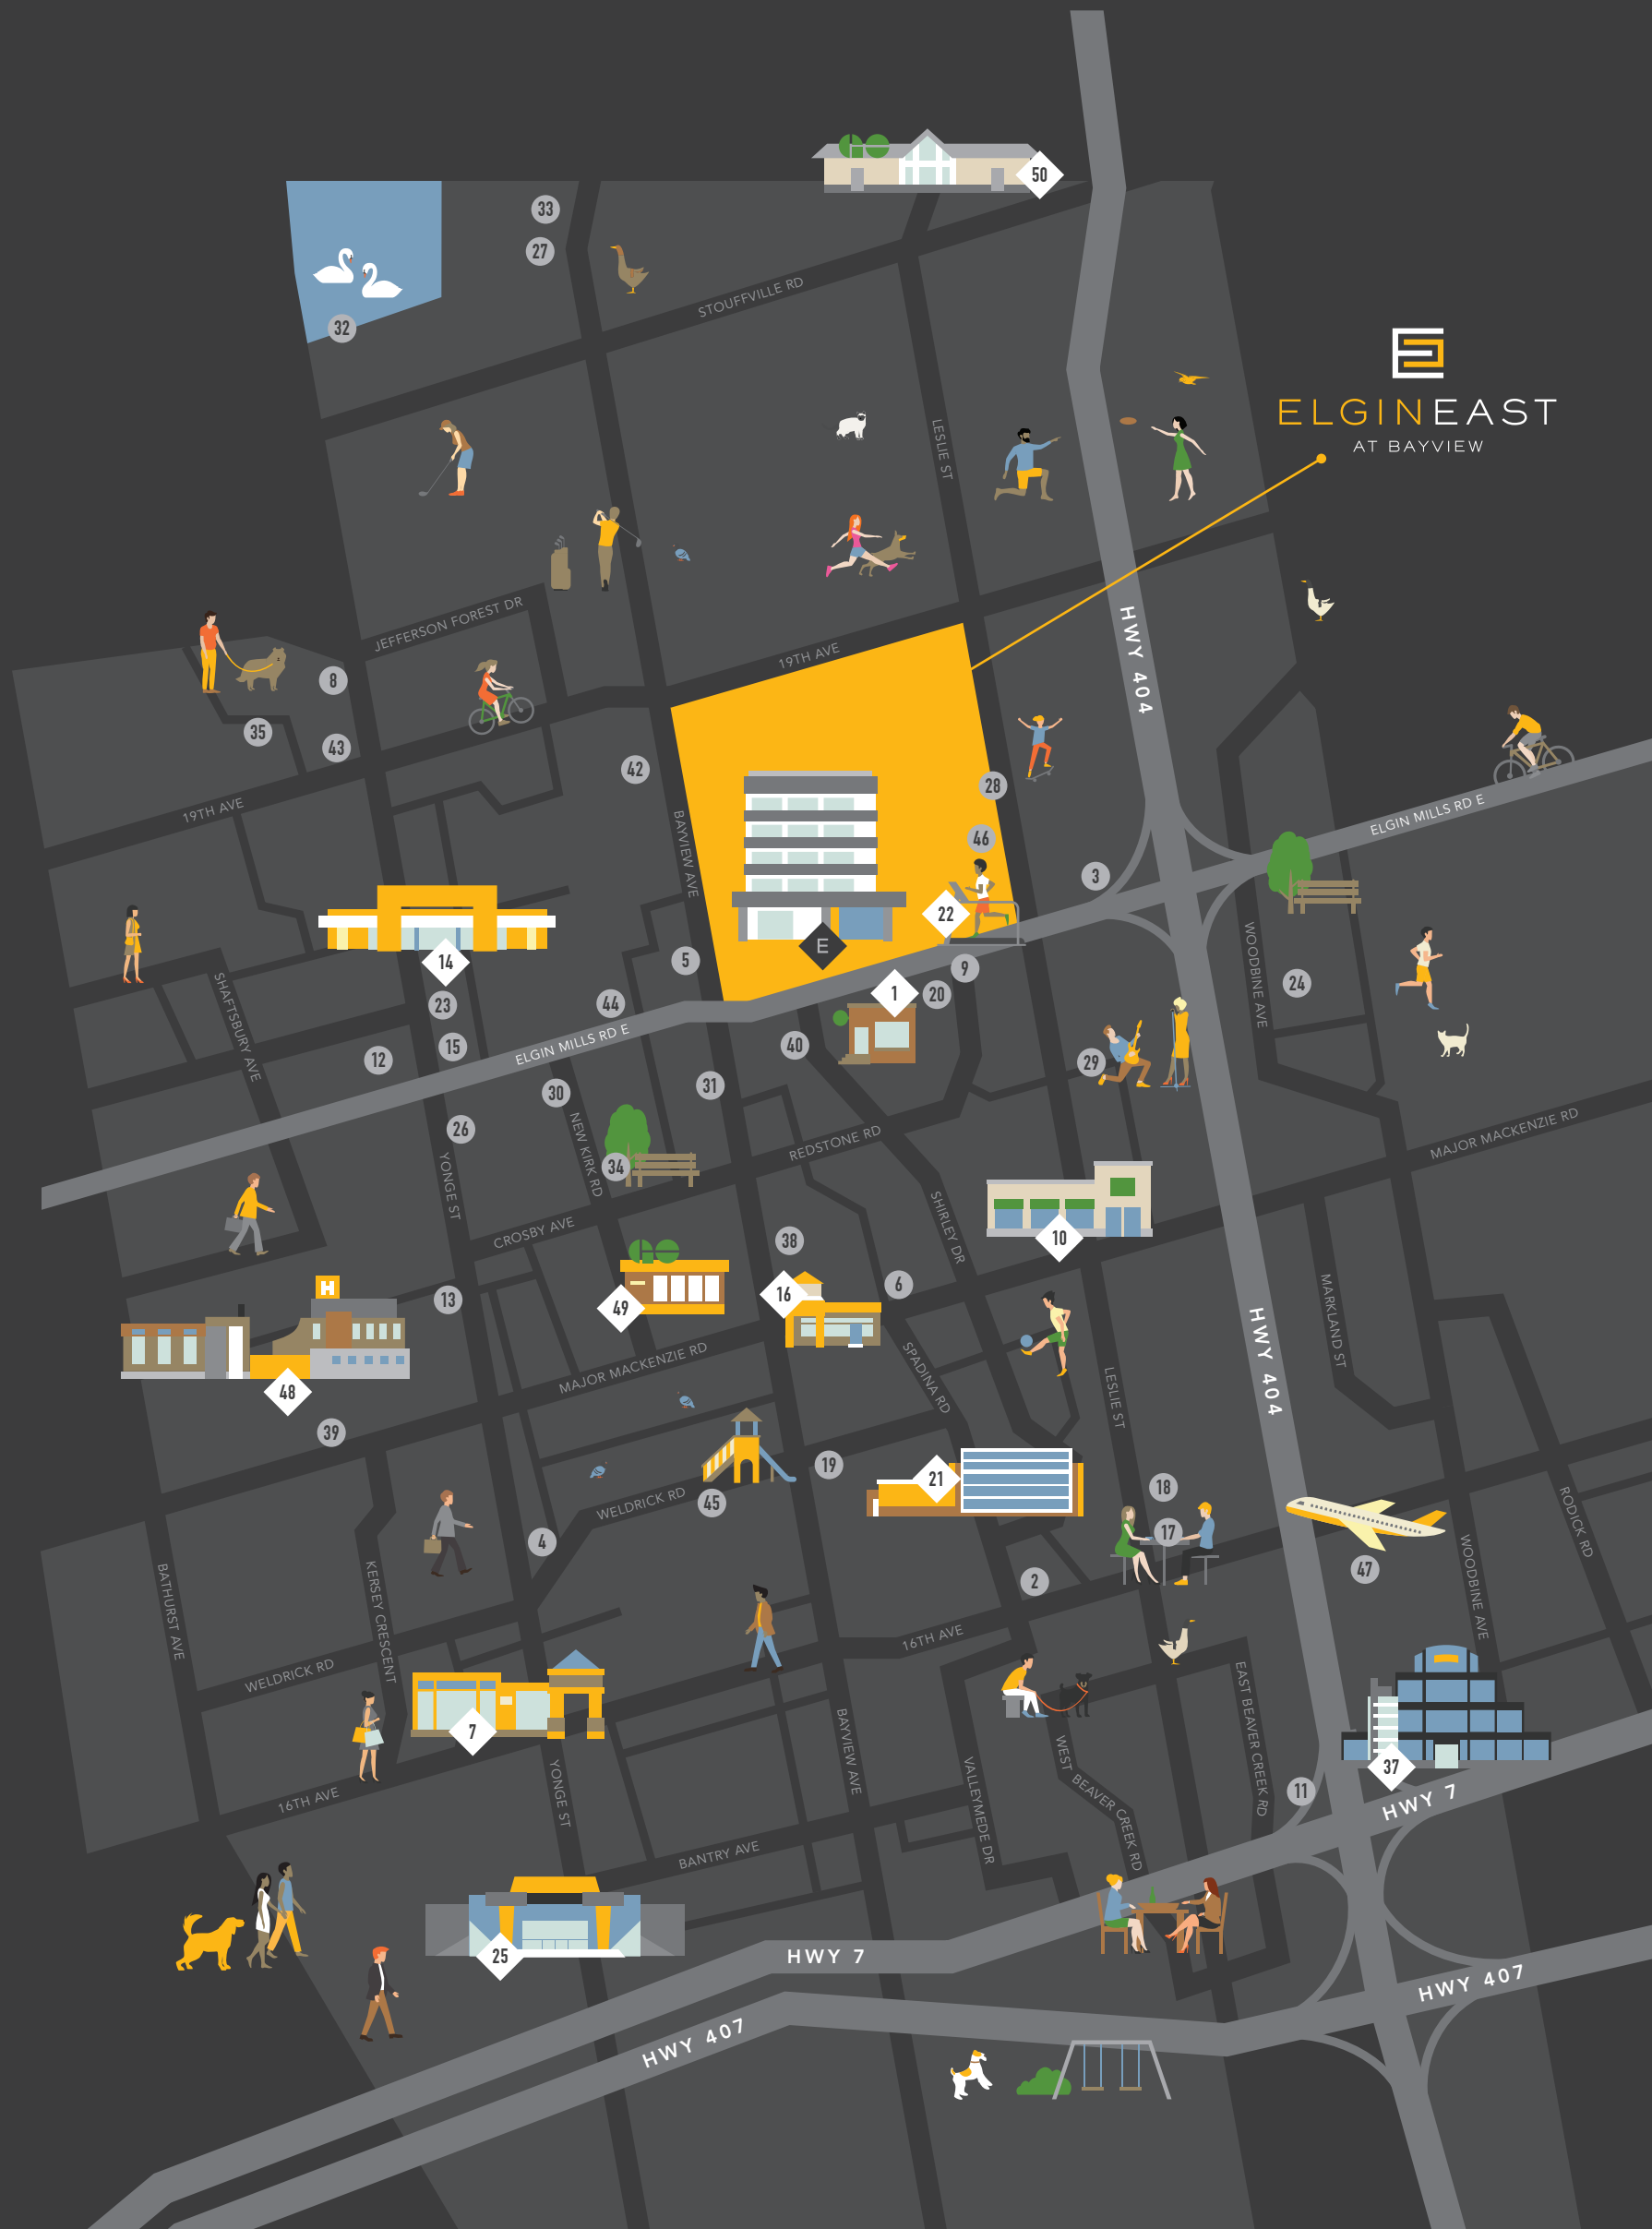 50
33
27
STOUFFVILLE RD
32
ELGINEAST
AT BAYVIEW
LESLIE ST
JEFFERSON FOREST DR
19TH AVE
HWY 404
8
35
43
42
28
19TH AVE
BAYVIEW AVE
ELGIN MILLS RD E
46
3
22
E
14
5
9
SHAFTSBURY AVE
WOODBINE AVE
24
23
44
1
20
ELGIN MILLS RD E
15
12
40
29
30
31
26
NEW KIRK RD
REDSTONE RD
MAJOR MACKENZIE RD
34
YONGE ST
CROSBY AVE
SHIRLEY DR
38
10
H
13
49
16
6
MARKLAND ST
HWY 404
48
MAJOR MACKENZIE RD
SPADINA RD
LESLIE ST
39
19
21
18
45
WELDRICK RD
RODICK RD
4
17
47
2
BATHURST AVE
KERSEY CRESCENT
WOODBINE AVE
16TH AVE
WELDRICK RD
7
EAST BEAVER CREEK RD
BAYVIEW AVE
WEST BEAVER CREEK RD
37
11
HWY 7
16TH AVE
YONGE ST
VALLEYMEDE DR
BANTRY AVE
25
HWY 7
HWY 407
HWY 407